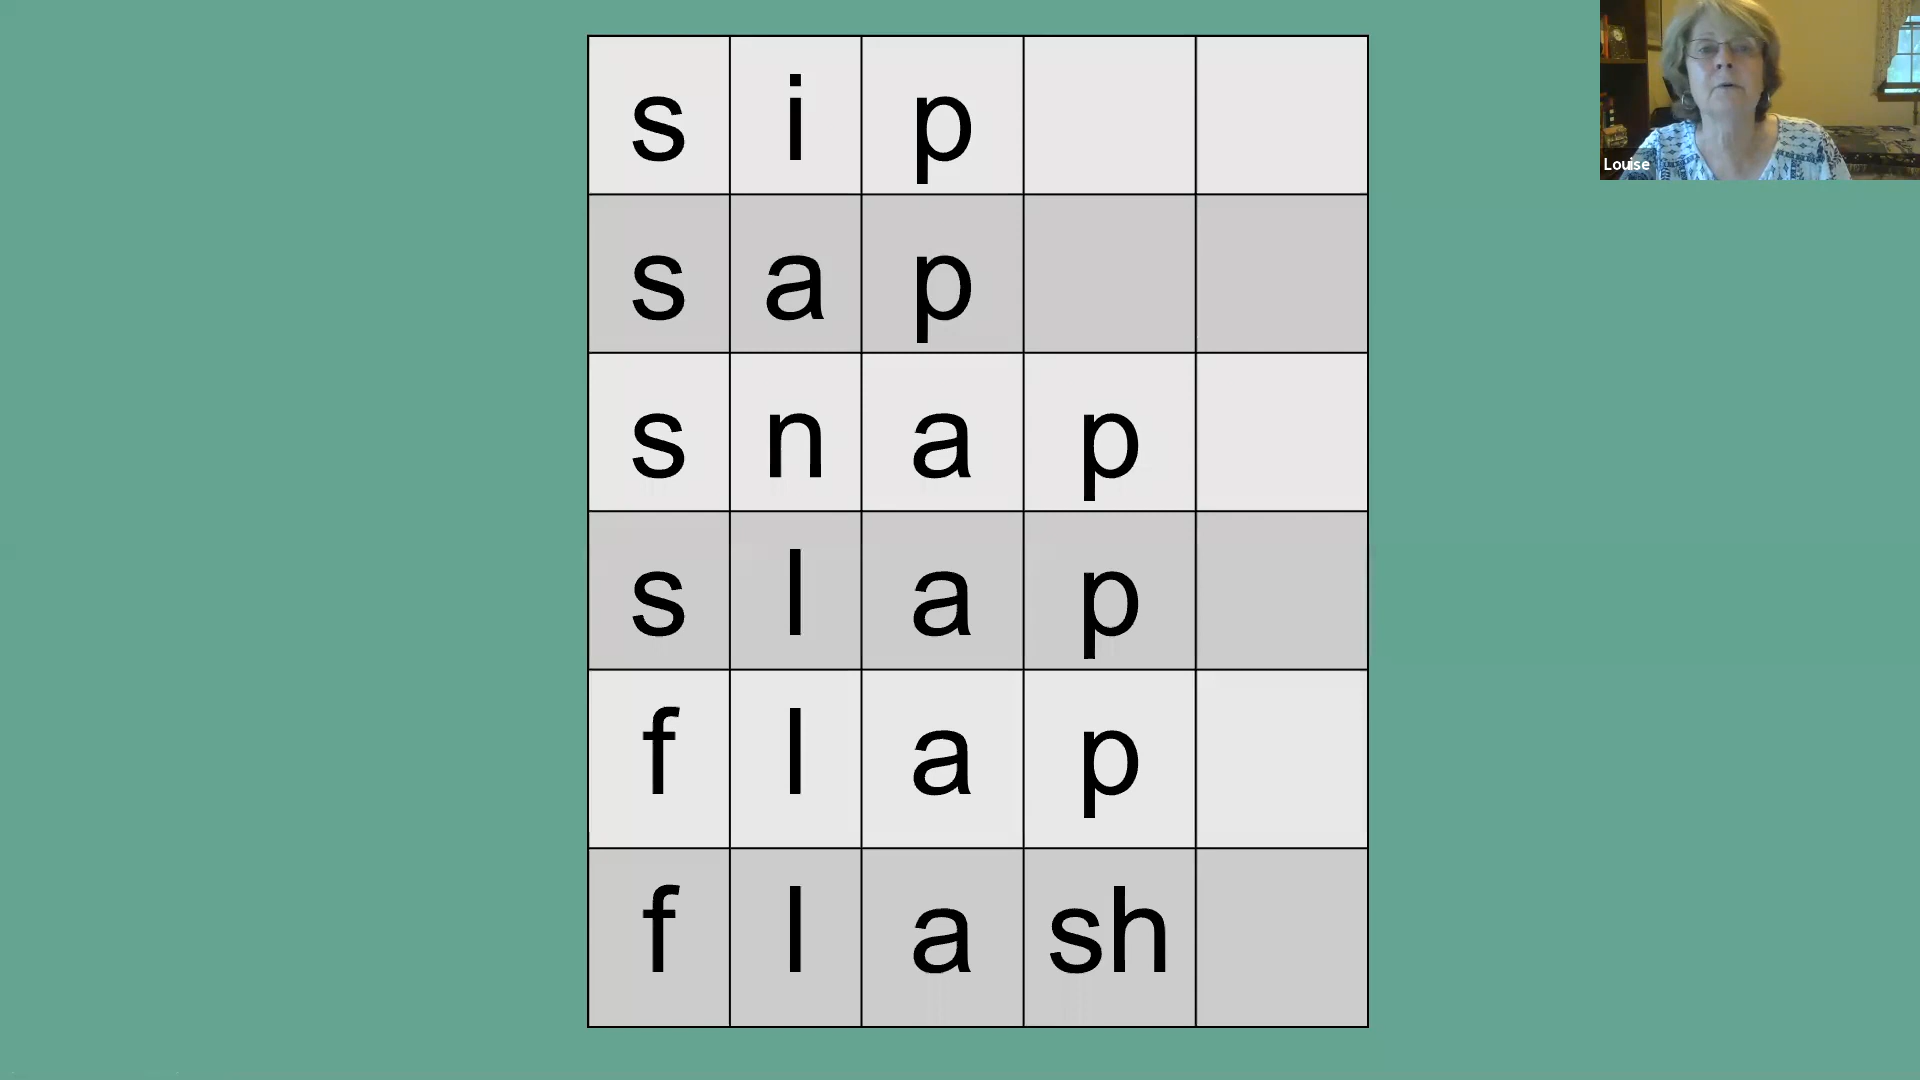 s i p
s a p
s n a p
s l a p
f l a p
f l a sh
Louise